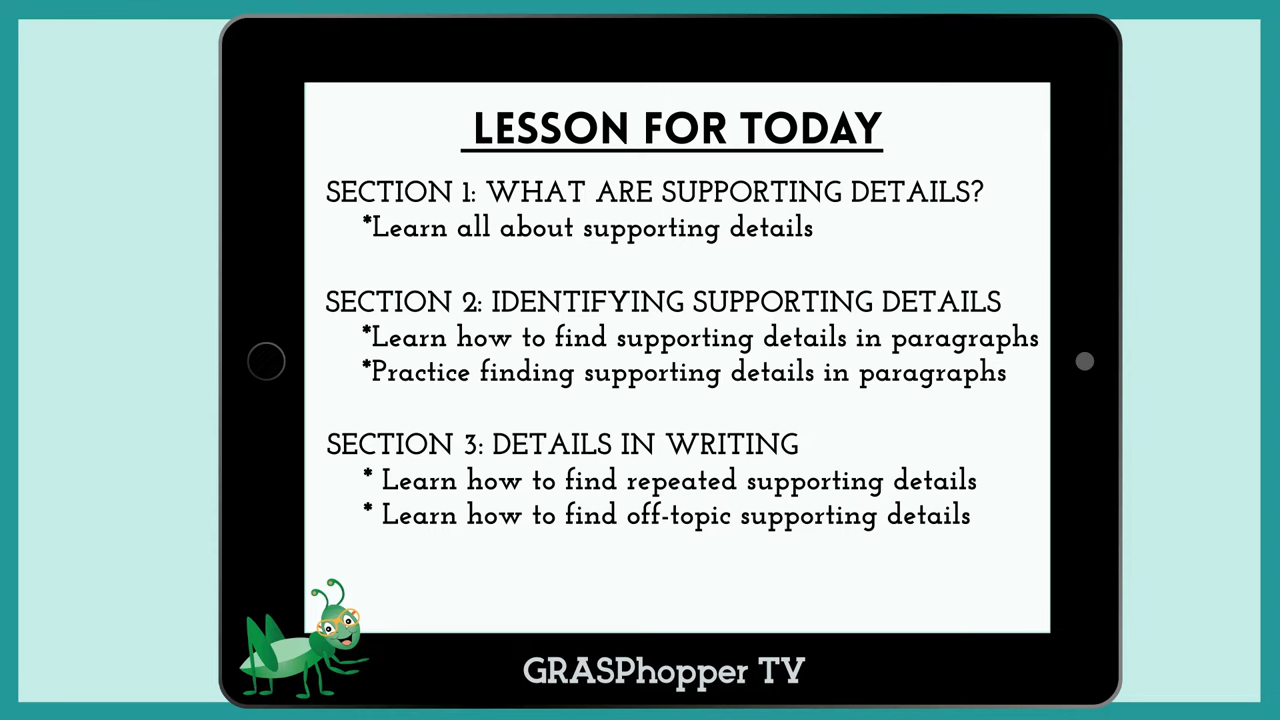 LESSON FOR TODAY
SECTION 1: WHAT ARE SUPPORTING DETAILS?
*Learn all about supporting details
SECTION 2: IDENTIFYING SUPPORTING DETAILS
*Learn how to find supporting details in paragraphs
*Practice finding supporting details in paragraphs
SECTION 3: DETAILS IN WRITING
* Learn how to find repeated supporting details
* Learn how to find off-topic supporting details
GRASPhopper TV